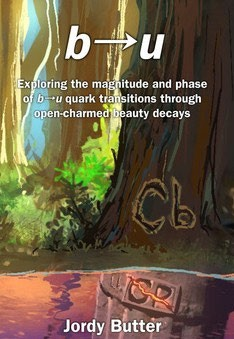 b→u
Exploring the magnitude and phase
of b→u quark transitions through
open-charmed beauty decays
Cb
Jordy Butter